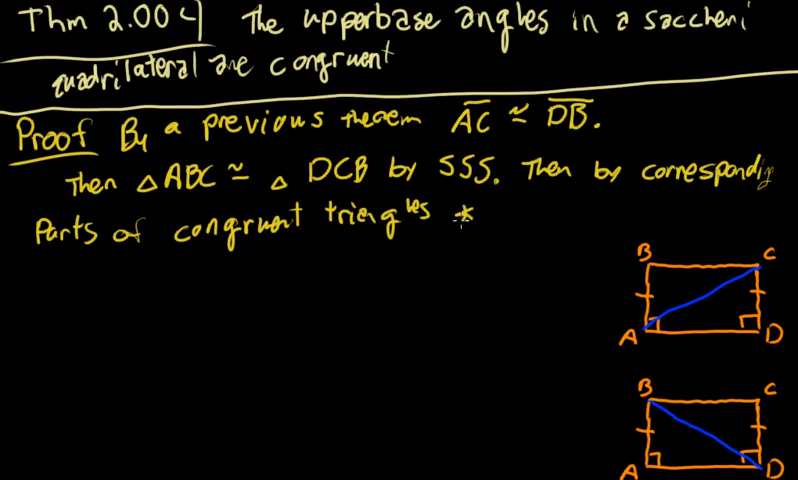 Thm 2.004 The upperbase angles in a saccheri
quadrilateral are congruent
Proof By a previous theorem AC ≅ DB.
Then △ABC ≅ △ DCB by SSS. Then by corresponding
Parts of congruent triangles *
B C
A D
B C
A D